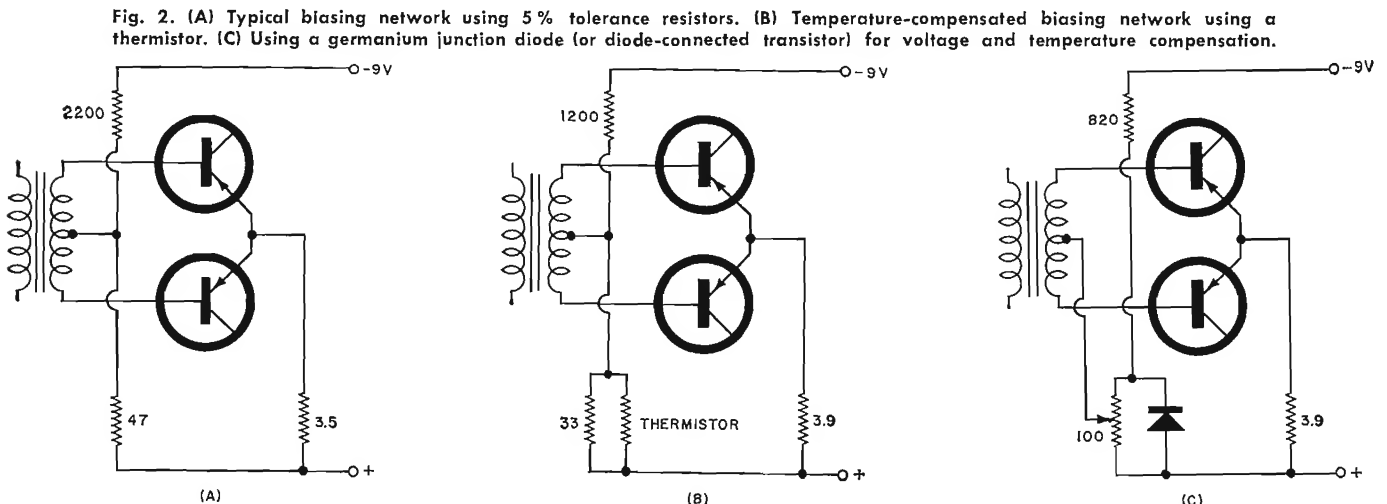 Fig. 2. (A) Typical biasing network using 5% tolerance resistors. (B) Temperature-compensated biasing network using a
thermistor. (C) Using a germanium junction diode (or diode-connected transistor) for voltage and temperature compensation.
-9V
2200
47
3.5
+
(A)
-9V
1200
33
THERMISTOR
3.9
+
(B)
-9V
820
100
3.9
+
(C)